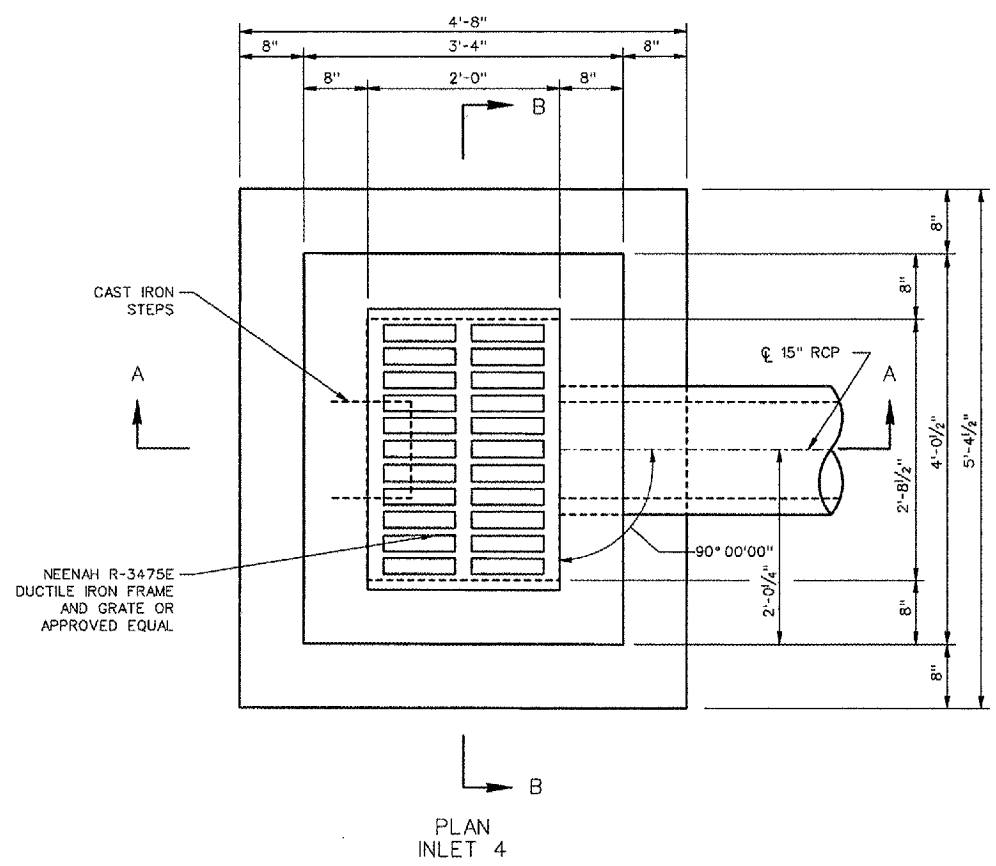 4'-8"
8"
3'-4"
8"
8"
2'-0"
8"
B
8"
8"
CAST IRON
STEPS
℄ 15" RCP
A
A
2'-8½"
4'-0½"
5'-4½"
90° 00'00"
2'-0¼"
NEENAH R-3475E
DUCTILE IRON FRAME
AND GRATE OR
APPROVED EQUAL
8"
8"
B
PLAN
INLET 4